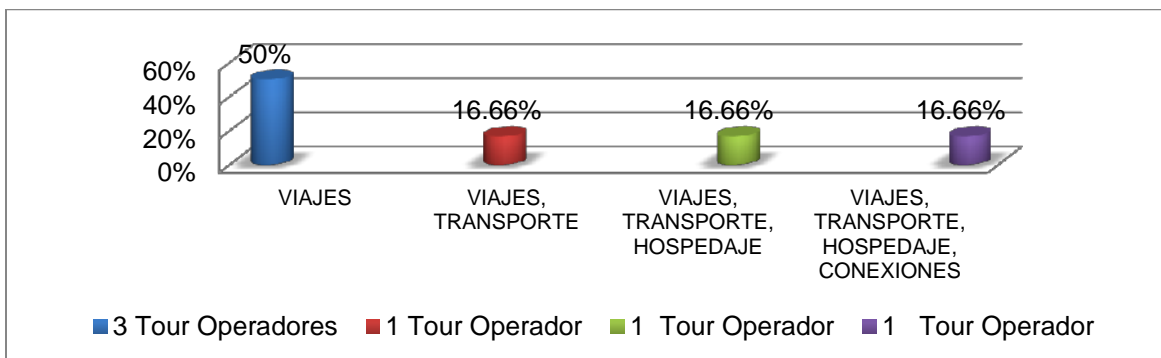 50%
60%
40%
20%
0%
16.66%
16.66%
16.66%
VIAJES
VIAJES,
TRANSPORTE
VIAJES,
TRANSPORTE,
HOSPEDAJE
VIAJES,
TRANSPORTE,
HOSPEDAJE,
CONEXIONES
3 Tour Operadores
1 Tour Operador
1 Tour Operador
1 Tour Operador